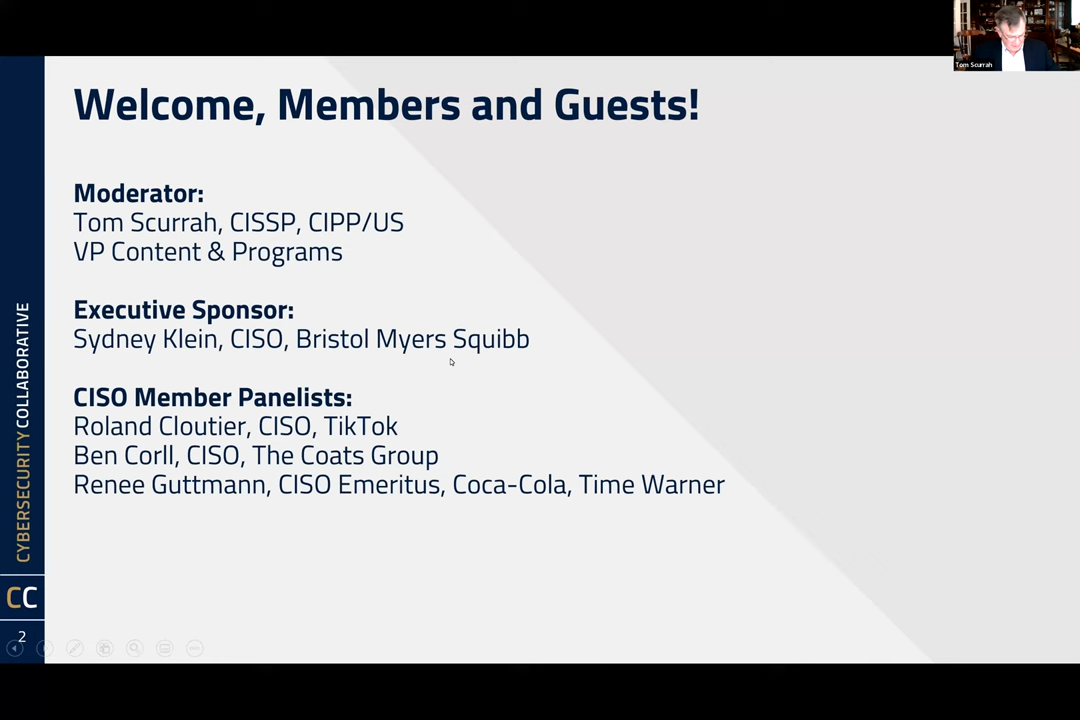 Tom Scurrah
Welcome, Members and Guests!
Moderator:
Tom Scurrah, CISSP, CIPP/US
VP Content & Programs
Executive Sponsor:
Sydney Klein, CISO, Bristol Myers Squibb
CISO Member Panelists:
Roland Cloutier, CISO, TikTok
Ben Corll, CISO, The Coats Group
Renee Guttmann, CISO Emeritus, Coca-Cola, Time Warner
CYBERSECURITY COLLABORATIVE
CC
2